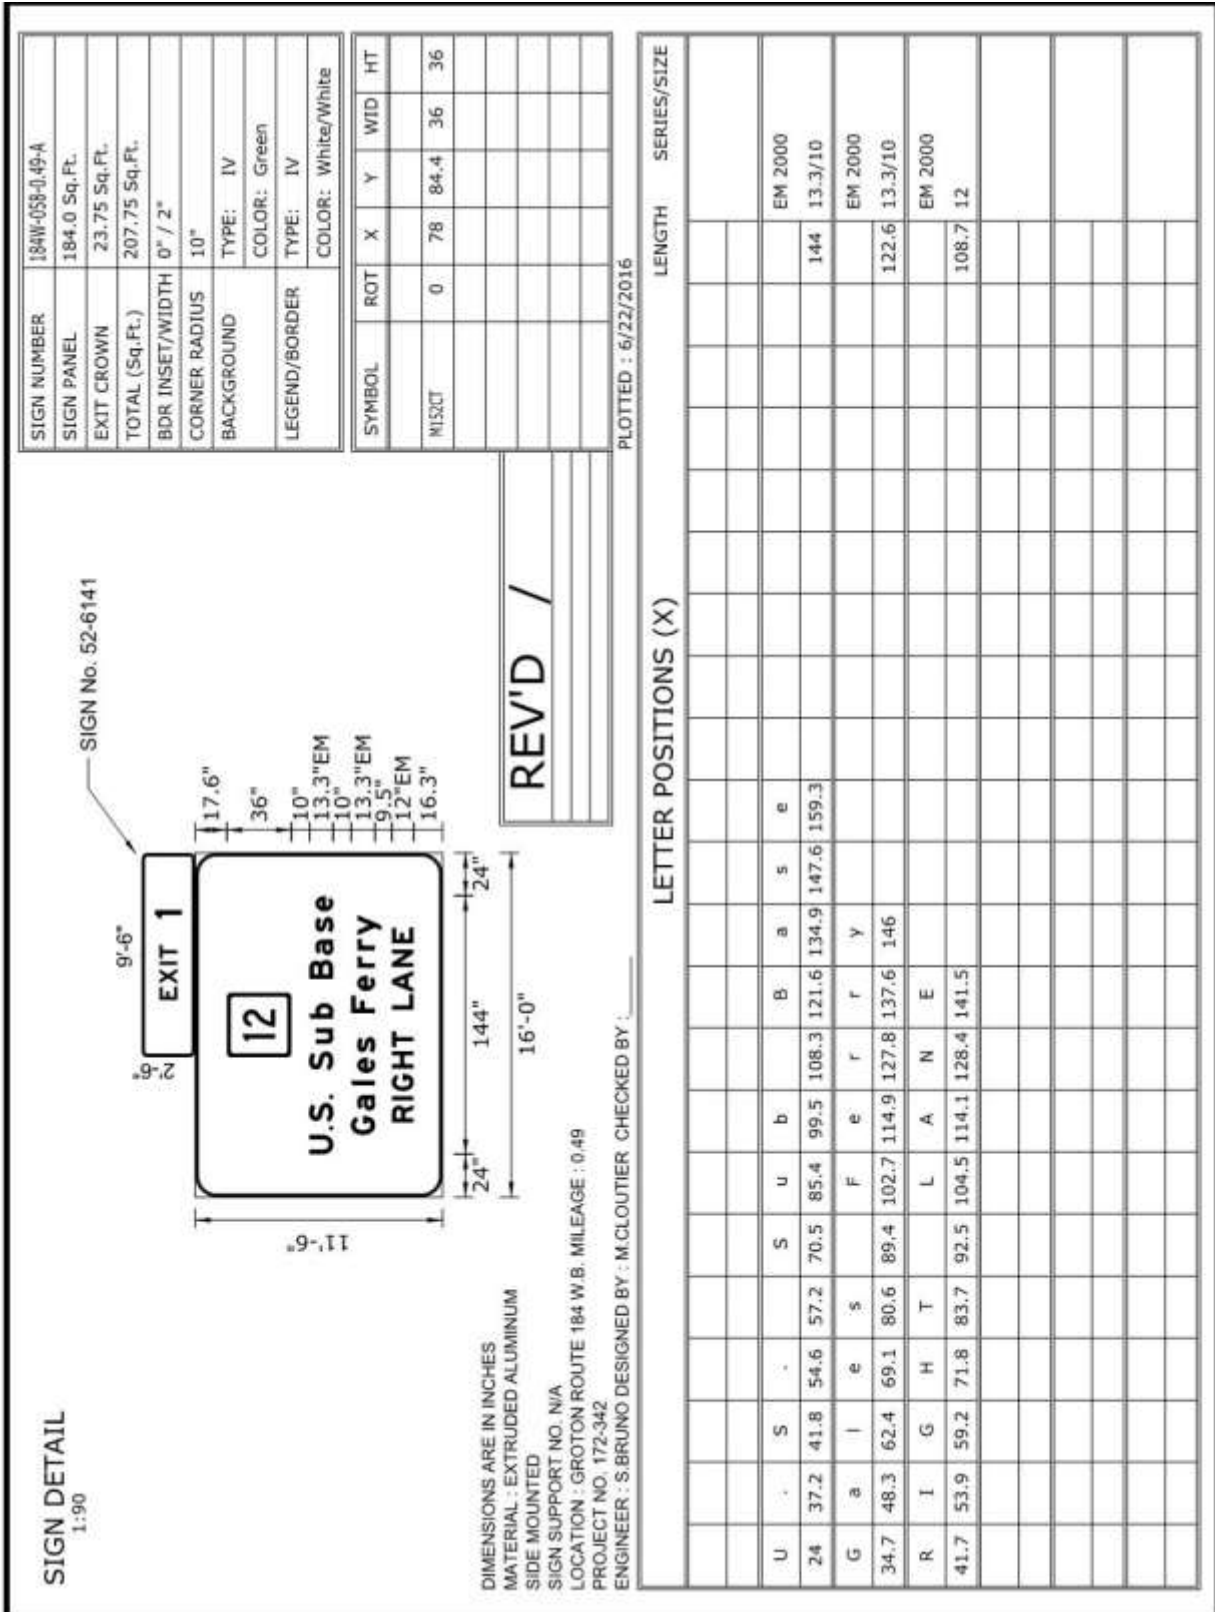 SIGN DETAIL
1:90
SIGN No. 52-6141
9'-6"
2'-6"
EXIT 1
12
U.S. Sub Base
Gales Ferry
RIGHT LANE
11'-6"
17.6"
36"
10"
13.3"EM
10"
13.3"EM
9.5"
12"EM
16.3"
24" 144" 24"
16'-0"
SIGN NUMBER 184W-058-0.49-A
SIGN PANEL 184.0 Sq.Ft.
EXIT CROWN 23.75 Sq.Ft.
TOTAL (Sq.Ft.) 207.75 Sq.Ft.
BDR INSET/WIDTH 0" / 2"
CORNER RADIUS 10"
BACKGROUND TYPE: IV
COLOR: Green
LEGEND/BORDER TYPE: IV
COLOR: White/White
SYMBOL ROT X Y WID HT
M152CT 0 78 84.4 36 36
REV'D /
DIMENSIONS ARE IN INCHES
MATERIAL : EXTRUDED ALUMINUM
SIDE MOUNTED
SIGN SUPPORT NO. N/A
LOCATION : GROTON ROUTE 184 W.B. MILEAGE : 0.49
PROJECT NO. 172-342
ENGINEER : S.BRUNO DESIGNED BY : M.CLOUTIER CHECKED BY :
PLOTTED : 6/22/2016
LETTER POSITIONS (X) LENGTH SERIES/SIZE
U . S . S u b B a s e EM 2000
24 37.2 41.8 54.6 57.2 70.5 85.4 99.5 108.3 121.6 134.9 147.6 159.3 144 13.3/10
G a l e s F e r r y EM 2000
34.7 48.3 62.4 69.1 80.6 89.4 102.7 114.9 127.8 137.6 146 122.6 13.3/10
R I G H T L A N E EM 2000
41.7 53.9 59.2 71.8 83.7 92.5 104.5 114.1 128.4 141.5 108.7 12